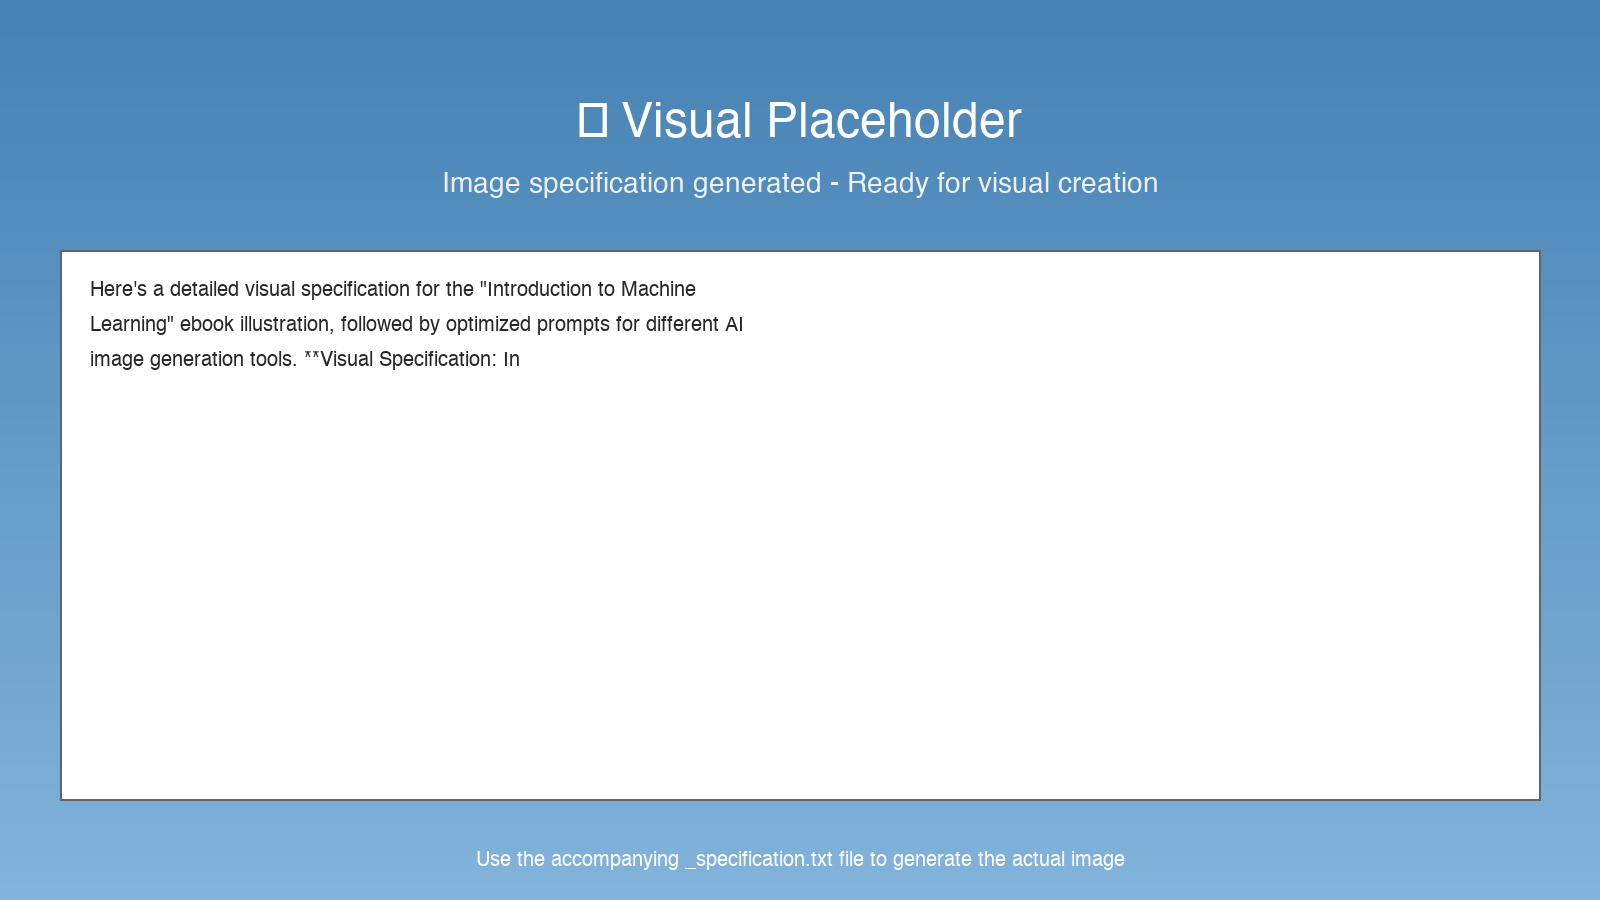 Visual Placeholder
Image specification generated - Ready for visual creation
Here's a detailed visual specification for the "Introduction to Machine
Learning" ebook illustration, followed by optimized prompts for different AI
image generation tools. **Visual Specification: In
Use the accompanying _specification.txt file to generate the actual image